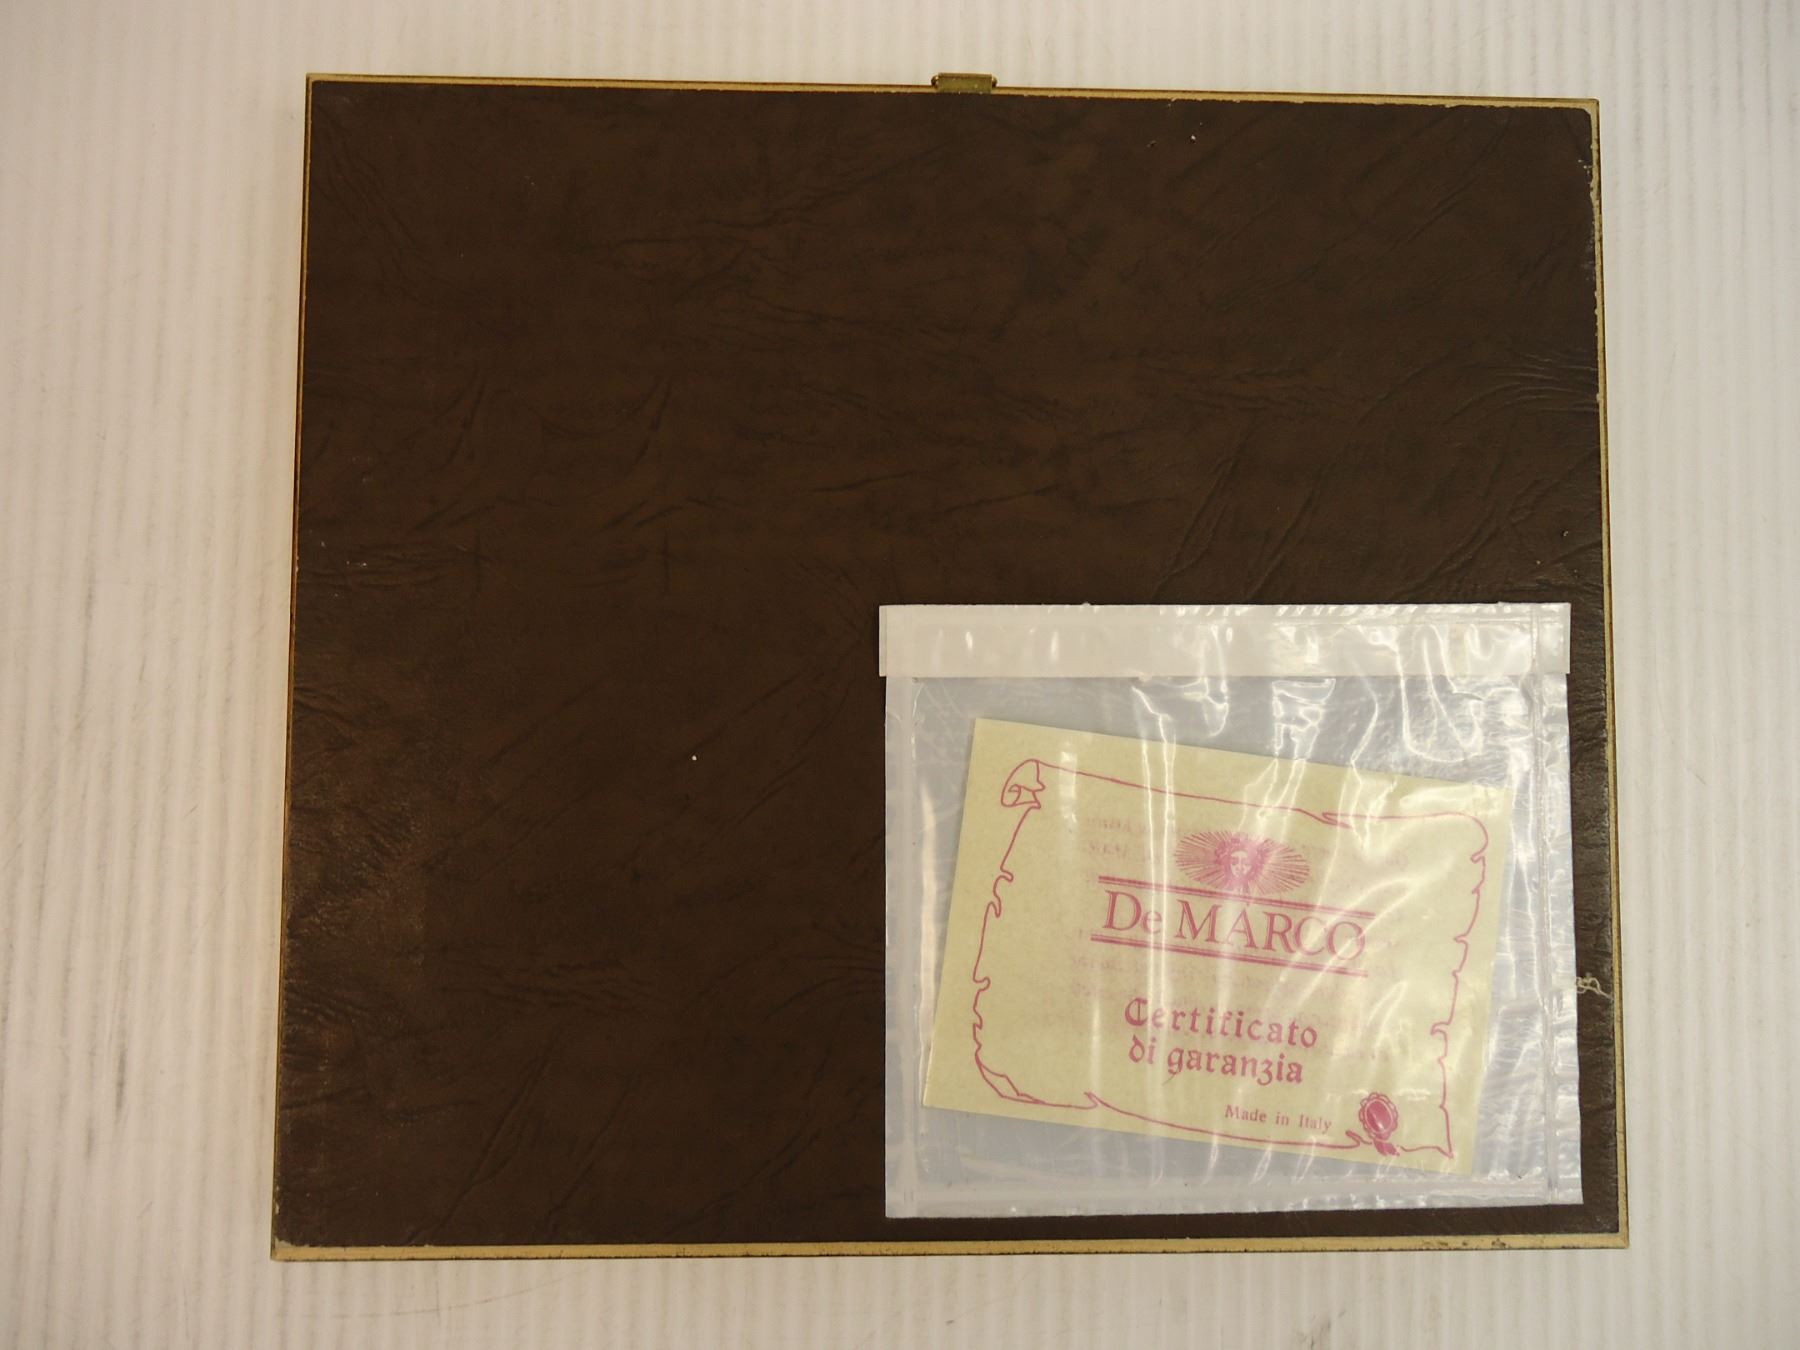 De MARCO
Certificato
di garanzia
Made in Italy